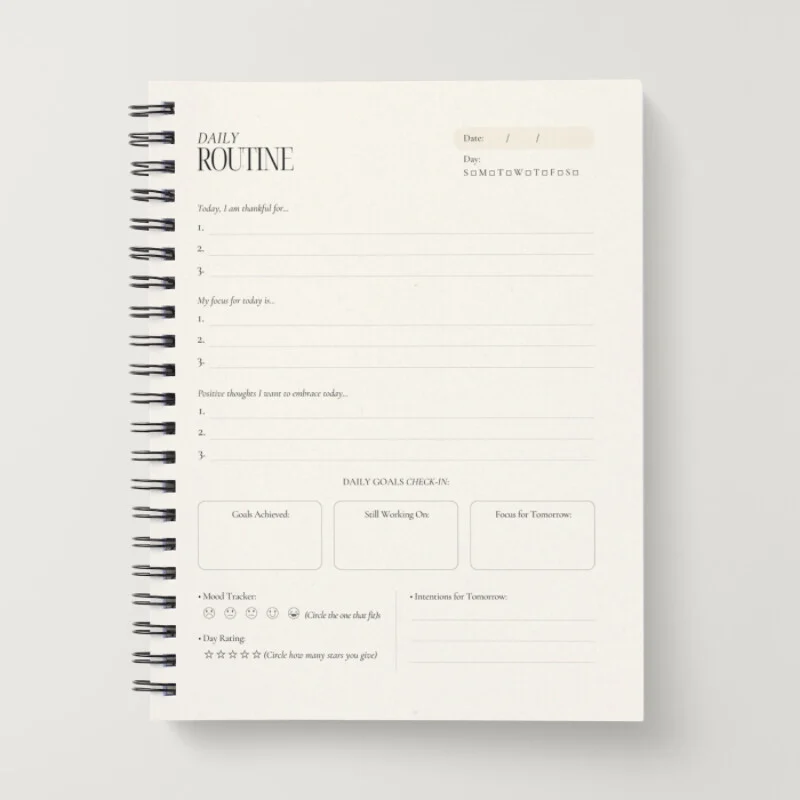 DAILY
ROUTINE
Date: / /
Day:
S□M□T□W□T□F□S□
Today, I am thankful for...
1.
2.
3.
My focus for today is...
1.
2.
3.
Positive thoughts I want to embrace today...
1.
2.
3.
DAILY GOALS CHECK-IN:
Goals Achieved:
Still Working On:
Focus for Tomorrow:
• Mood Tracker:
(Circle the one that fit)s
• Day Rating:
☆☆☆☆☆ (Circle how many stars you give)
• Intentions for Tomorrow: